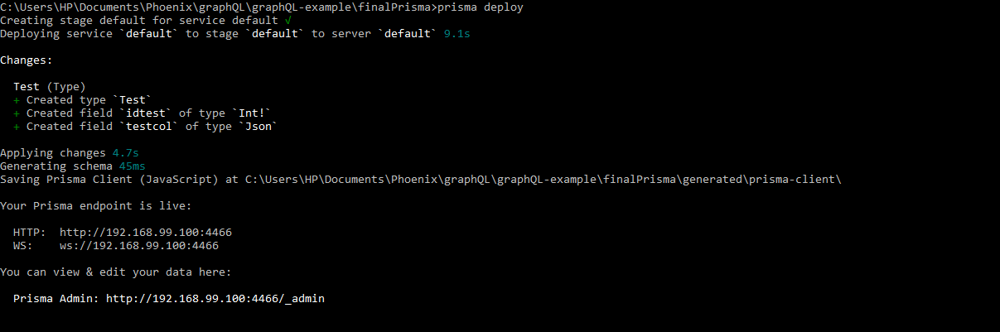 C:\Users\HP\Documents\Phoenix\graphQL\graphQL-example\finalPrisma>prisma deploy
Creating stage default for service default √
Deploying service `default` to stage `default` to server `default` 9.1s
Changes:
Test (Type)
+ Created type `Test`
+ Created field `idtest` of type `Int!`
+ Created field `testcol` of type `Json`
Applying changes 4.7s
Generating schema 45ms
Saving Prisma Client (JavaScript) at C:\Users\HP\Documents\Phoenix\graphQL\graphQL-example\finalPrisma\generated\prisma-client\
Your Prisma endpoint is live:
HTTP:  http://192.168.99.100:4466
WS:    ws://192.168.99.100:4466
You can view & edit your data here:
Prisma Admin: http://192.168.99.100:4466/_admin